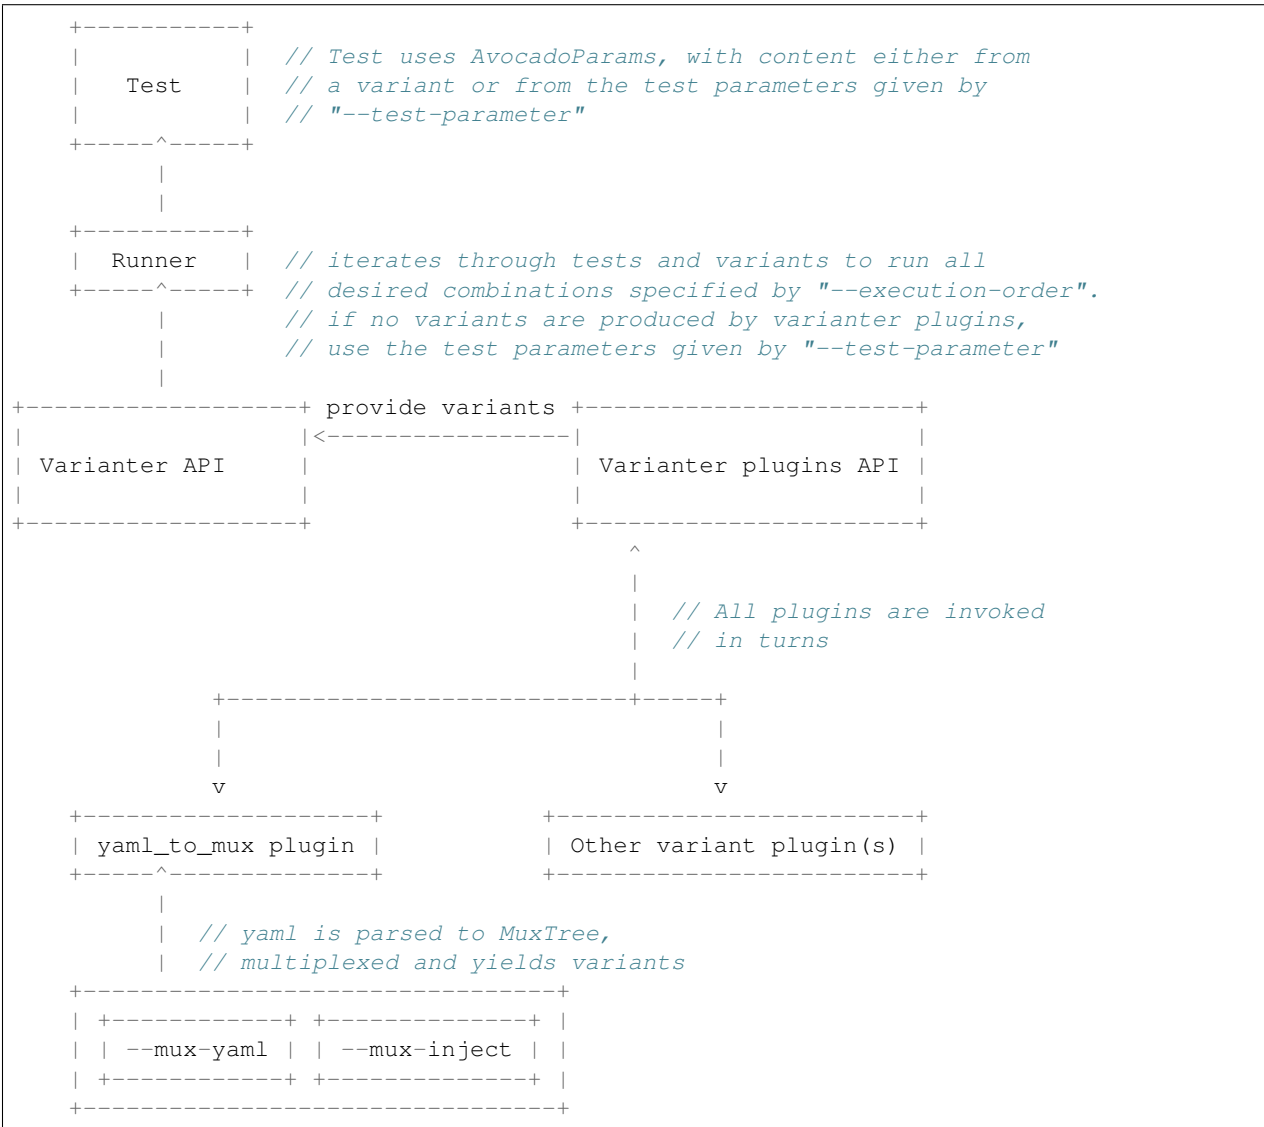 +-----------+
    |           |  // Test uses AvocadoParams, with content either from
    |   Test    |  // a variant or from the test parameters given by
    |           |  // "--test-parameter"
    +-----^-----+
          |
          |
    +-----------+
    |  Runner   |  // iterates through tests and variants to run all
    +-----^-----+  // desired combinations specified by "--execution-order".
          |        // if no variants are produced by varianter plugins,
          |        // use the test parameters given by "--test-parameter"
          |
+-------------------+ provide variants +-----------------------+
|                   |<-----------------|                       |
| Varianter API     |                  | Varianter plugins API |
|                   |                  |                       |
+-------------------+                  +-----------------------+
                                           ^
                                           |
                                           |  // All plugins are invoked
                                           |  // in turns
                                           |
              +----------------------------+-----+
              |                                  |
              |                                  |
              v                                  v
    +--------------------+           +-------------------------+
    | yaml_to_mux plugin |           | Other variant plugin(s) |
    +-----^--------------+           +-------------------------+
          |
          |  // yaml is parsed to MuxTree,
          |  // multiplexed and yields variants
    +---------------------------------+
    | +------------+ +--------------+ |
    | | --mux-yaml | | --mux-inject | |
    | +------------+ +--------------+ |
    +---------------------------------+